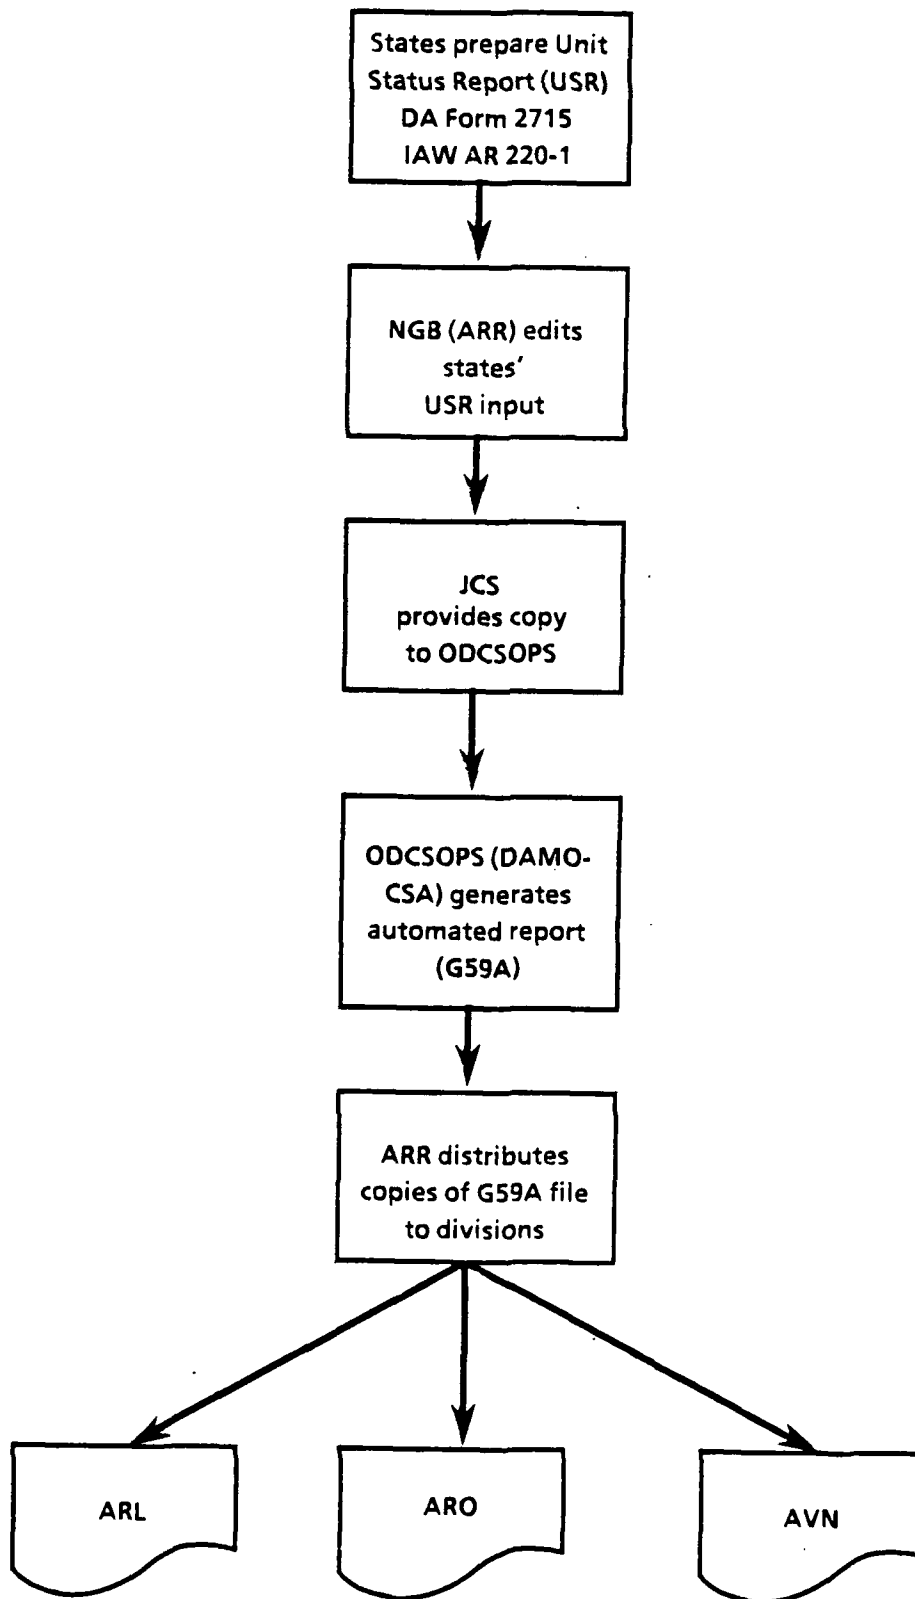 States prepare Unit
Status Report (USR)
DA Form 2715
IAW AR 220-1
NGB (ARR) edits
states'
USR input
JCS
provides copy
to ODCSOPS
ODCSOPS (DAMO-
CSA) generates
automated report
(G59A)
ARR distributes
copies of G59A file
to divisions
ARL
ARO
AVN